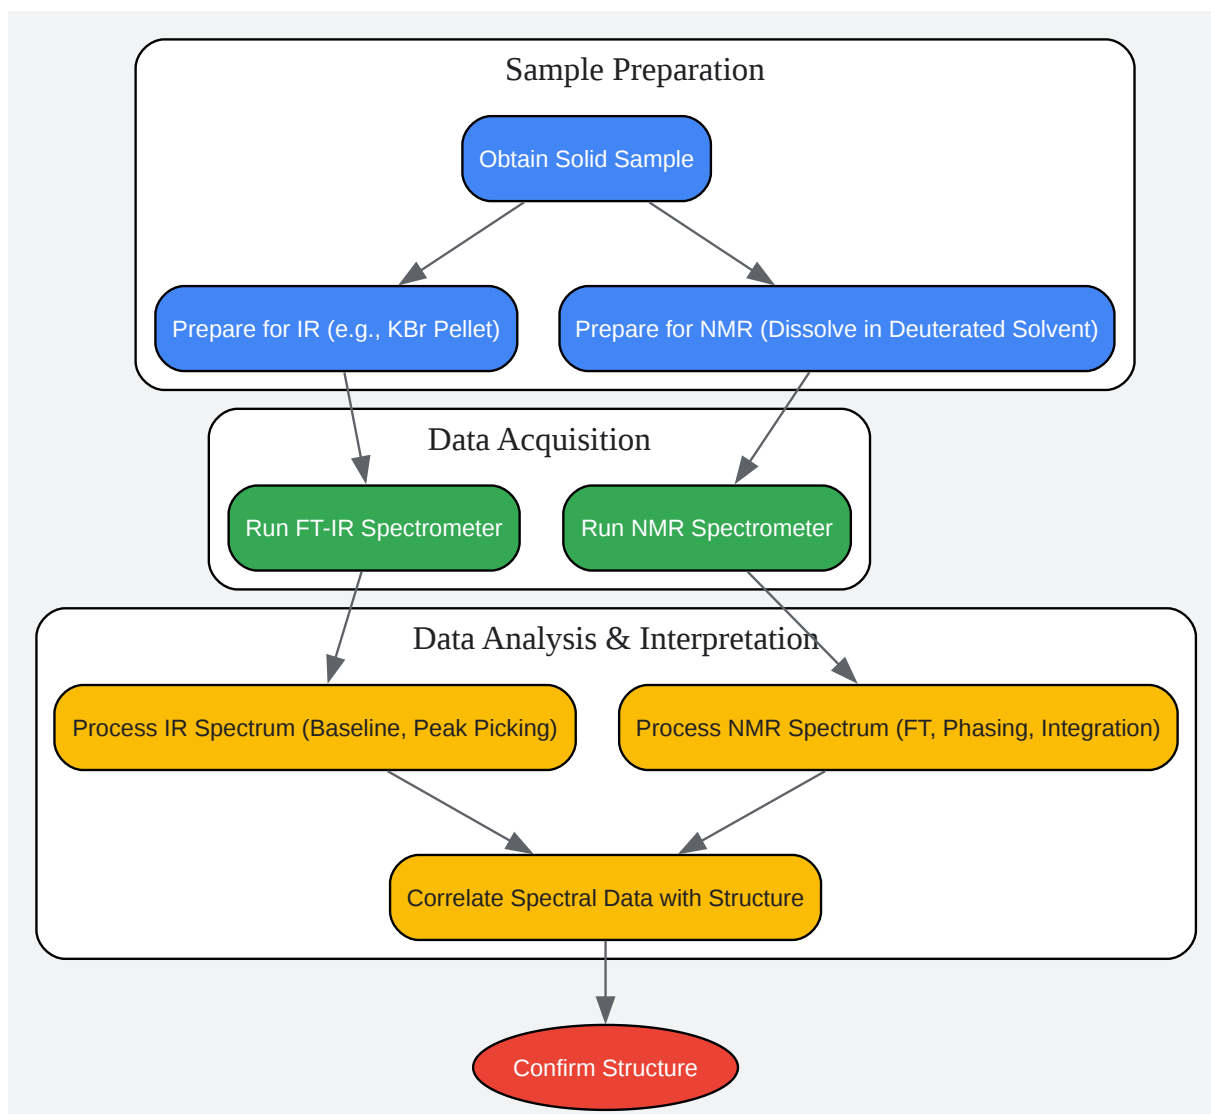 Sample Preparation
Obtain Solid Sample
Prepare for IR (e.g., KBr Pellet)
Prepare for NMR (Dissolve in Deuterated Solvent)
Data Acquisition
Run FT-IR Spectrometer
Run NMR Spectrometer
Data Analysis & Interpretation
Process IR Spectrum (Baseline, Peak Picking)
Process NMR Spectrum (FT, Phasing, Integration)
Correlate Spectral Data with Structure
Confirm Structure